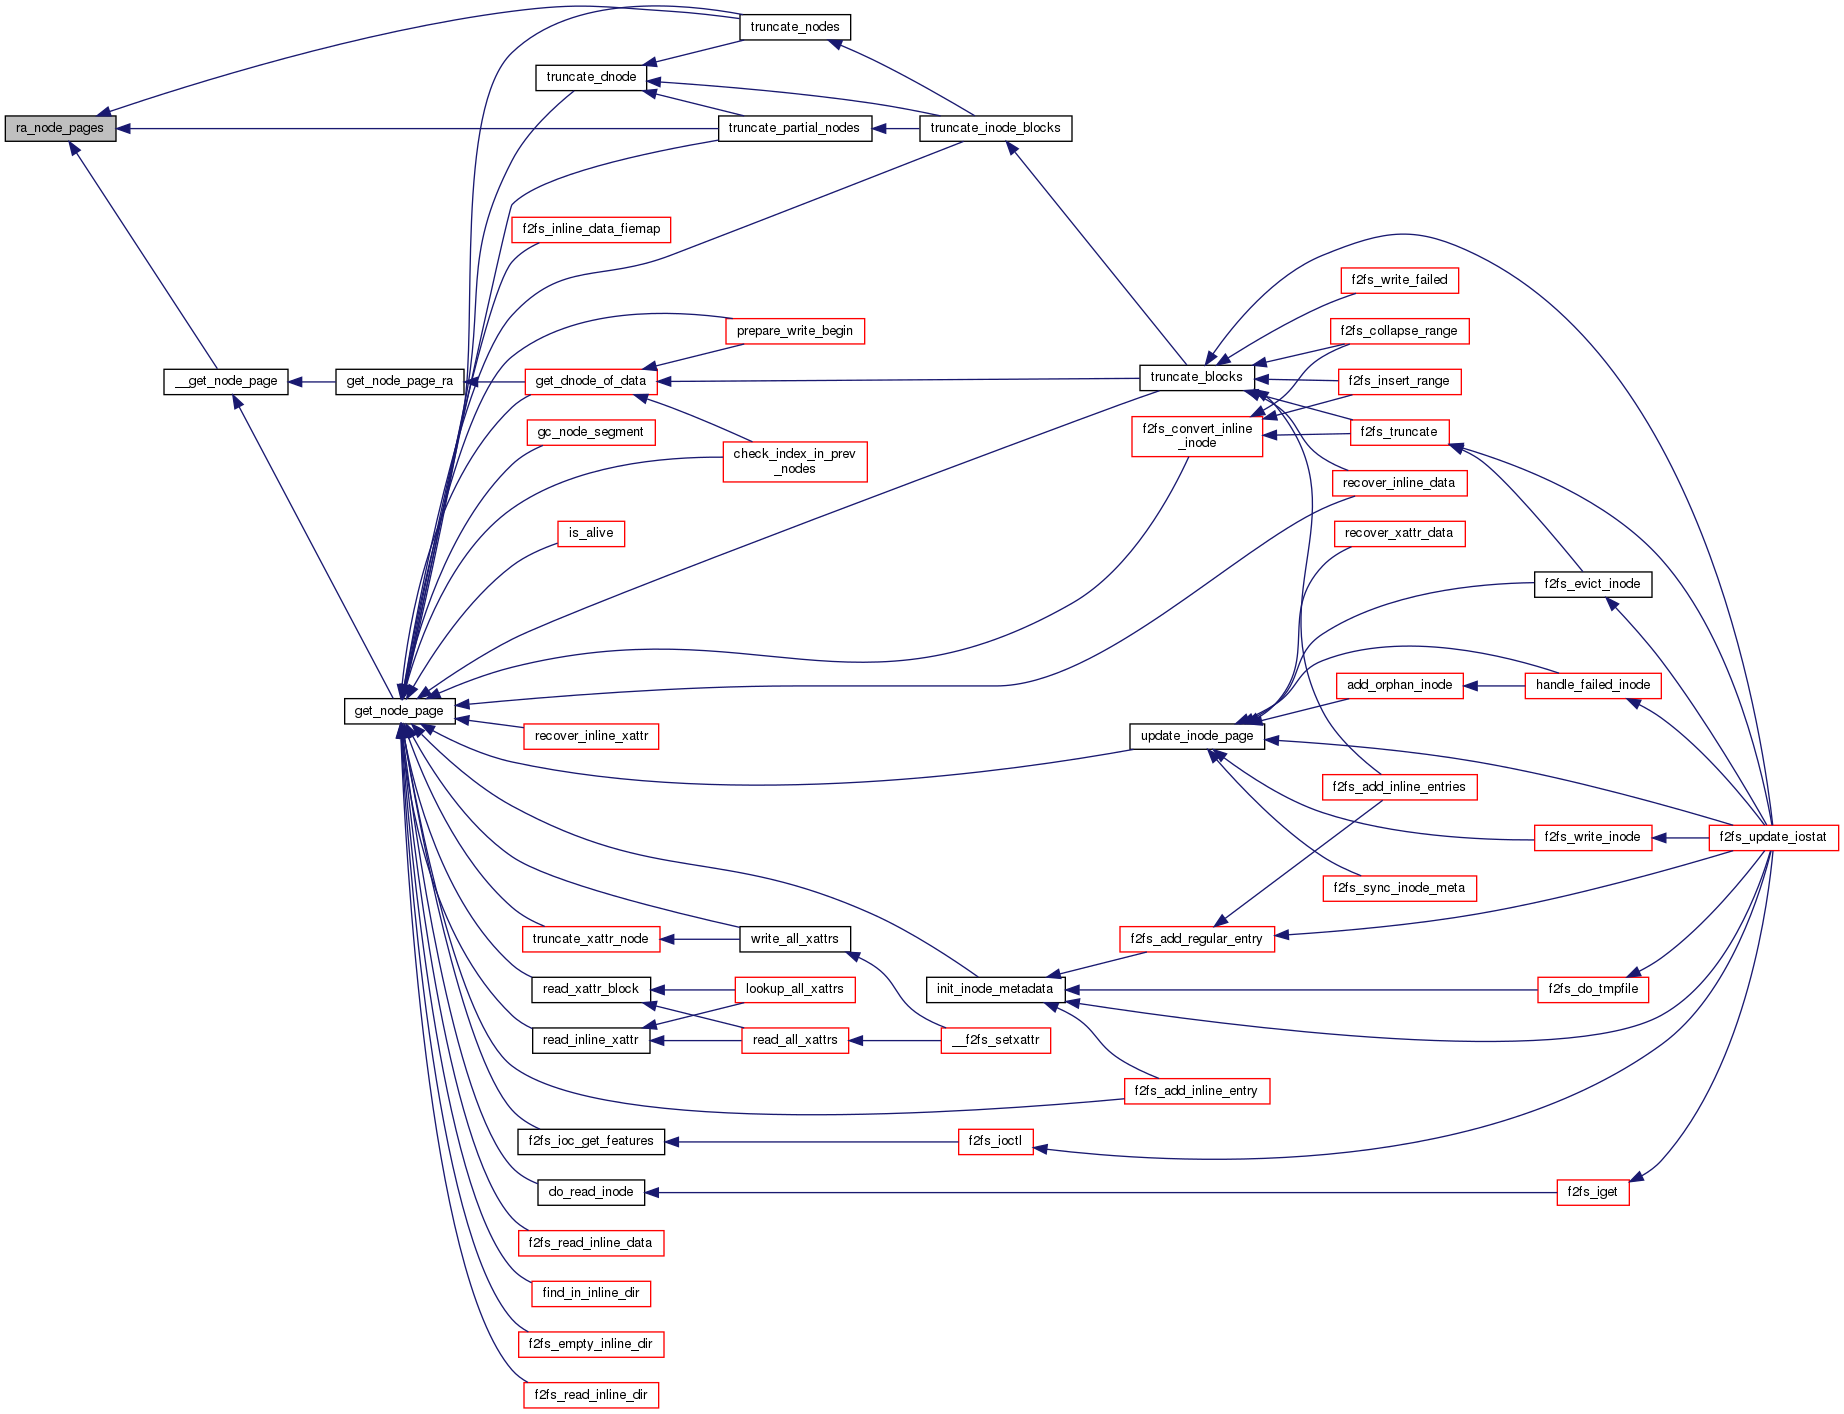 truncate_nodes
truncate_dnode
ra_node_pages
truncate_partial_nodes
truncate_inode_blocks
f2fs_inline_data_fiemap
f2fs_write_failed
prepare_write_begin
f2fs_collapse_range
__get_node_page
get_node_page_ra
get_dnode_of_data
truncate_blocks
f2fs_insert_range
gc_node_segment
f2fs_convert_inline
_inode
f2fs_truncate
check_index_in_prev
_nodes
recover_inline_data
is_alive
recover_xattr_data
f2fs_evict_inode
add_orphan_inode
handle_failed_inode
get_node_page
recover_inline_xattr
update_inode_page
f2fs_add_inline_entries
f2fs_write_inode
f2fs_update_iostat
f2fs_sync_inode_meta
truncate_xattr_node
write_all_xattrs
f2fs_add_regular_entry
read_xattr_block
lookup_all_xattrs
init_inode_metadata
f2fs_do_tmpfile
read_inline_xattr
read_all_xattrs
__f2fs_setxattr
f2fs_add_inline_entry
f2fs_ioc_get_features
f2fs_ioctl
do_read_inode
f2fs_iget
f2fs_read_inline_data
find_in_inline_dir
f2fs_empty_inline_dir
f2fs_read_inline_dir